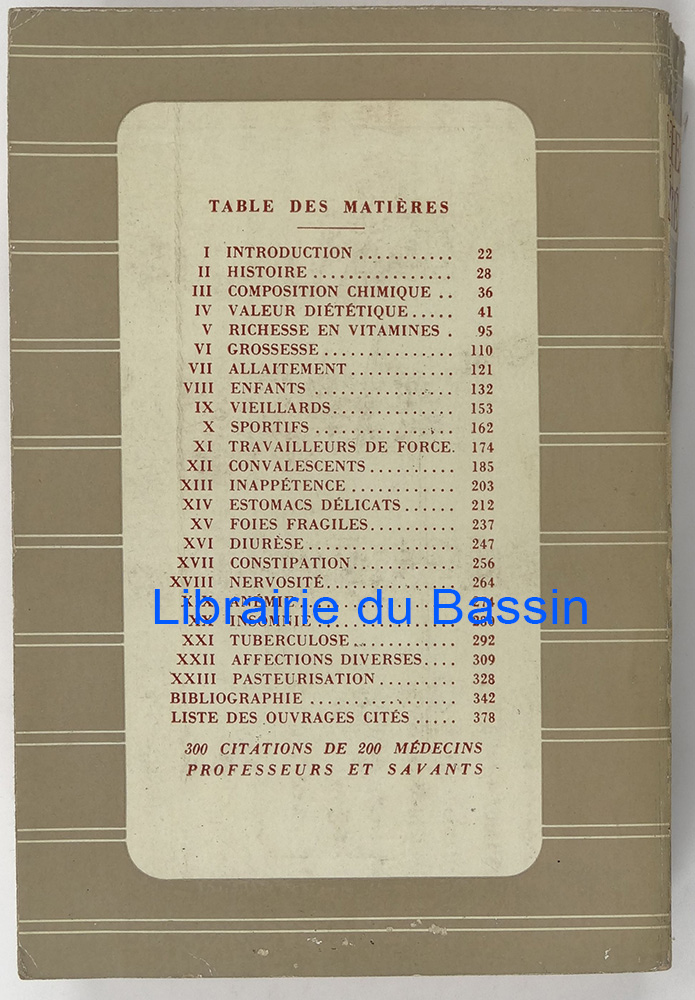 TABLE DES MATIÈRES
I INTRODUCTION ........... 22
II HISTOIRE ................ 28
III COMPOSITION CHIMIQUE .. 36
IV VALEUR DIÉTÉTIQUE ..... 41
V RICHESSE EN VITAMINES . 95
VI GROSSESSE ............... 110
VII ALLAITEMENT ............ 121
VIII ENFANTS ................ 132
IX VIEILLARDS.............. 153
X SPORTIFS ................ 162
XI TRAVAILLEURS DE FORCE. 174
XII CONVALESCENTS .......... 185
XIII INAPPÉTENCE ............ 203
XIV ESTOMACS DÉLICATS ...... 212
XV FOIES FRAGILES .......... 237
XVI DIURÈSE ................. 247
XVII CONSTIPATION ............ 256
XVIII NERVOSITÉ ............... 264
XIX ANÉMIE
Librairie du Bassin
XX INSOMNIE
XXI TUBERCULOSE ............ 292
XXII AFFECTIONS DIVERSES.... 309
XXIII PASTEURISATION ......... 328
BIBLIOGRAPHIE ................. 342
LISTE DES OUVRAGES CITÉS ..... 378
300 CITATIONS DE 200 MÉDECINS
PROFESSEURS ET SAVANTS